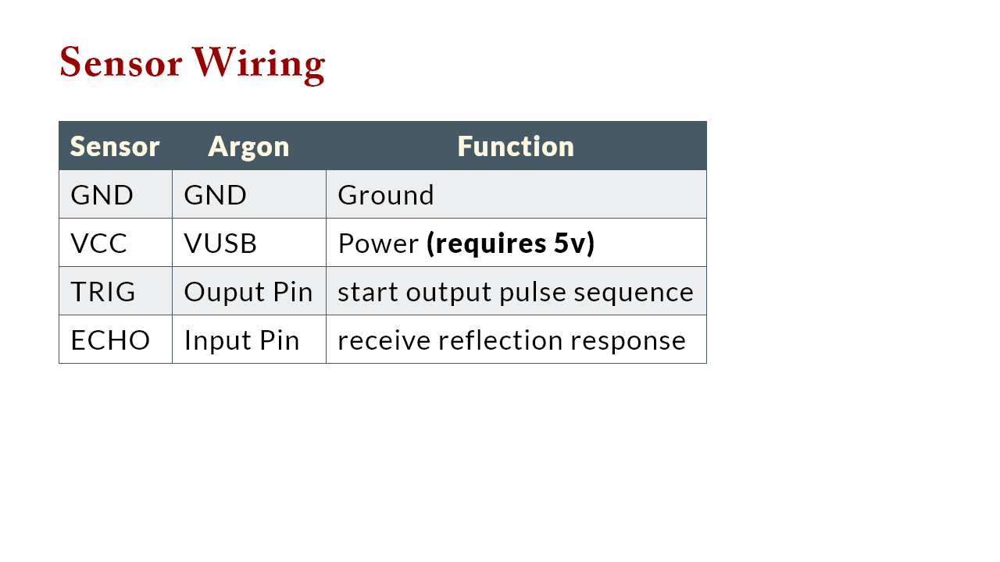 Sensor Wiring
Sensor Argon Function
GND GND Ground
VCC VUSB Power (requires 5v)
TRIG Ouput Pin start output pulse sequence
ECHO Input Pin receive reflection response